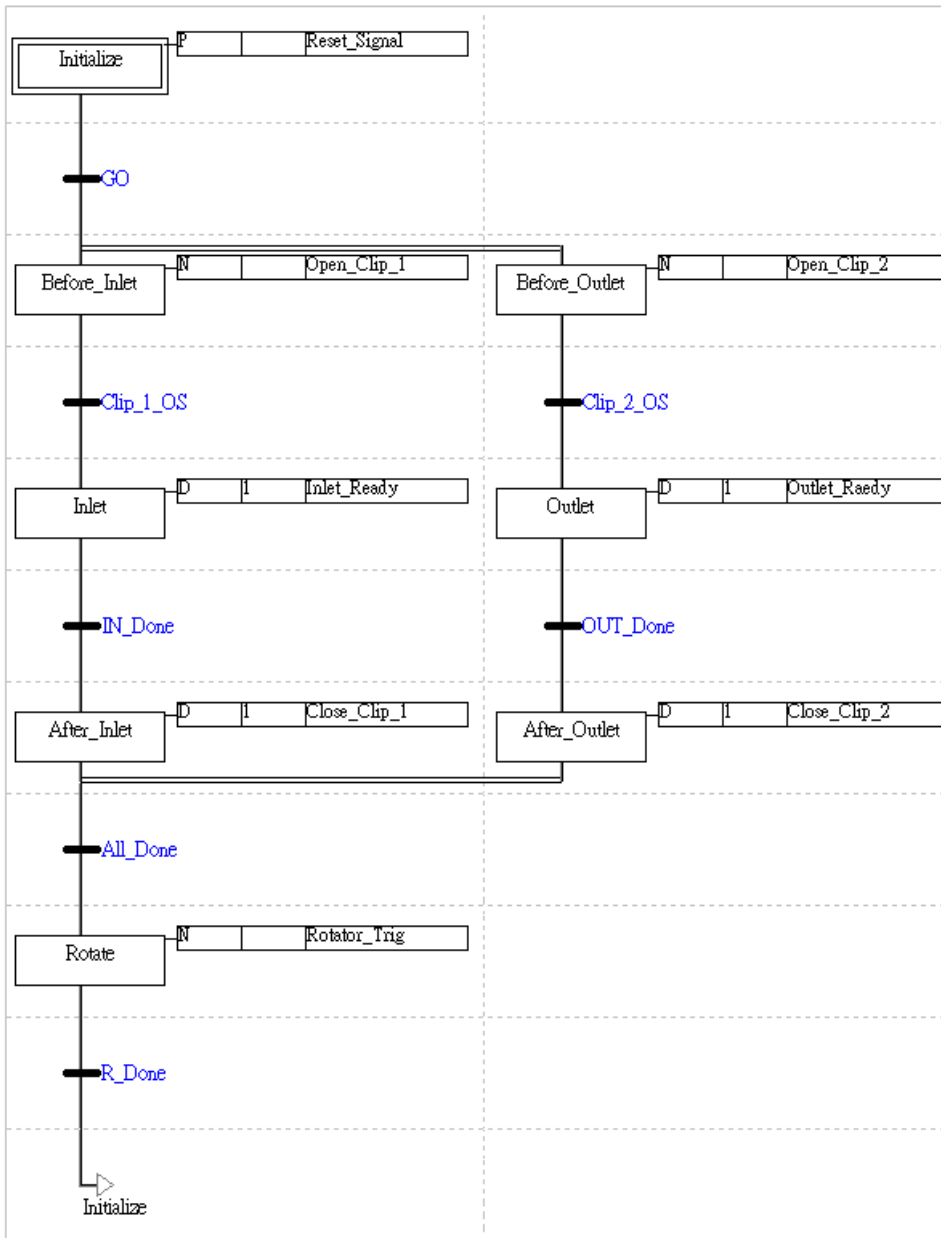 Initialize P Reset_Signal
GO
Before_Inlet N Open_Clip_1 Before_Outlet N Open_Clip_2
Clip_1_OS Clip_2_OS
Inlet D 1 Inlet_Ready Outlet D 1 Outlet_Raedy
IN_Done OUT_Done
After_Inlet D 1 Close_Clip_1 After_Outlet D 1 Close_Clip_2
All_Done
Rotate N Rotator_Trig
R_Done
Initialize